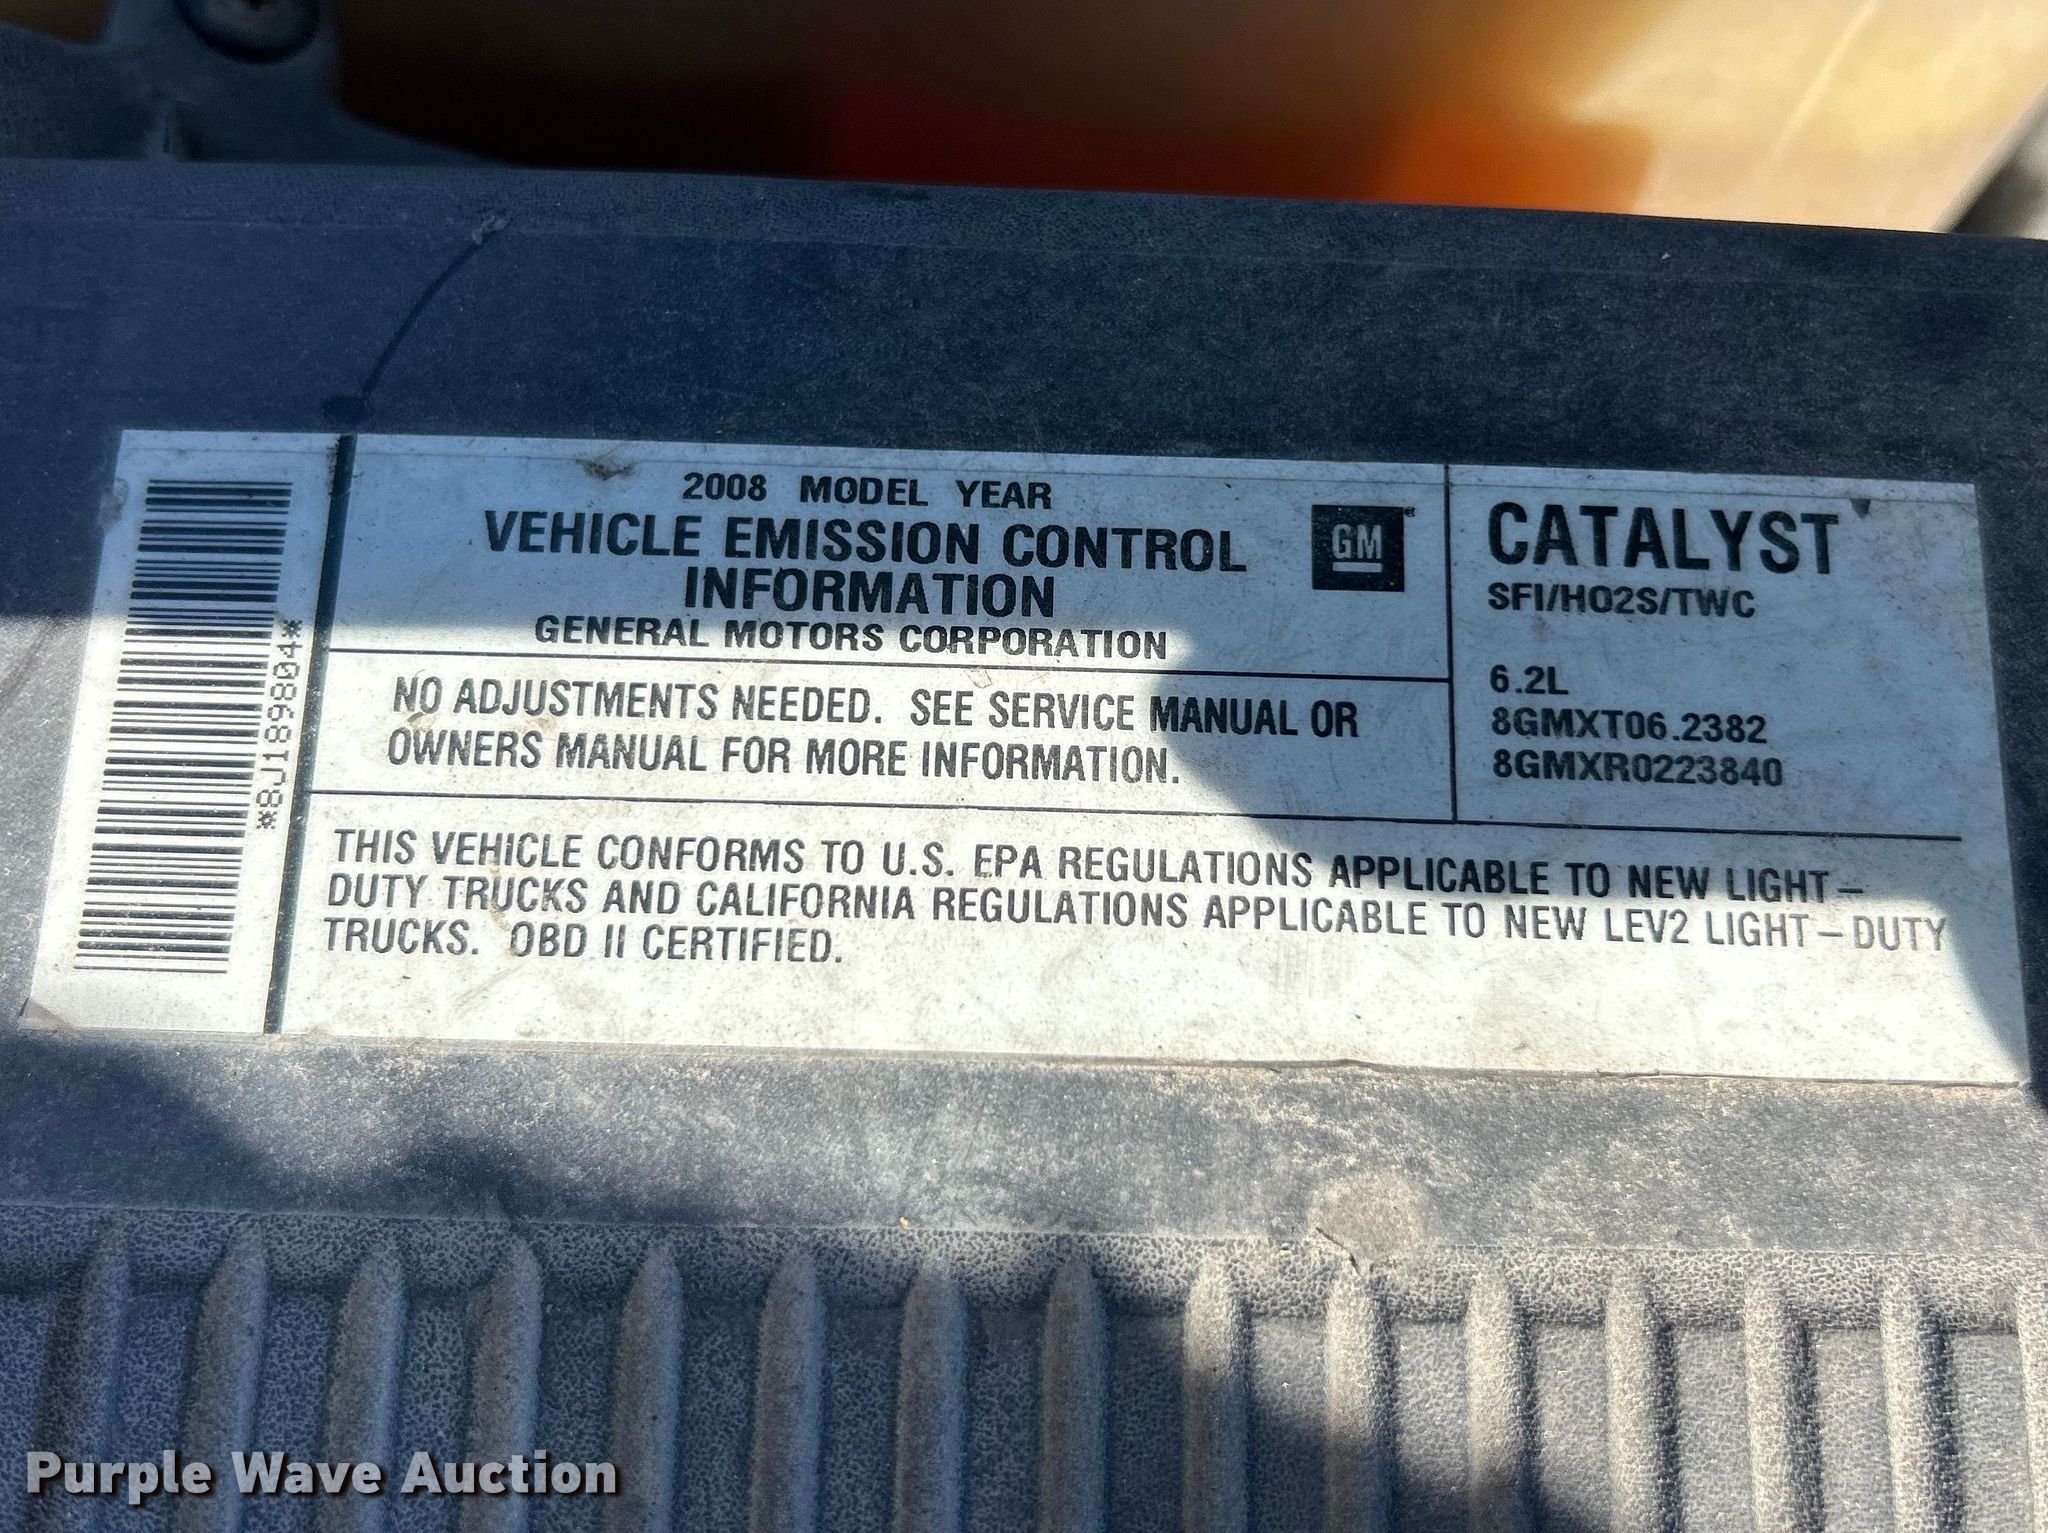 *8J189804*
2008 MODEL YEAR
VEHICLE EMISSION CONTROL
INFORMATION
GENERAL MOTORS CORPORATION
GM
NO ADJUSTMENTS NEEDED. SEE SERVICE MANUAL OR
OWNERS MANUAL FOR MORE INFORMATION.
CATALYST
SFI/HO2S/TWC
6.2L
8GMXT06.2382
8GMXR0223840
THIS VEHICLE CONFORMS TO U.S. EPA REGULATIONS APPLICABLE TO NEW LIGHT-
DUTY TRUCKS AND CALIFORNIA REGULATIONS APPLICABLE TO NEW LEV2 LIGHT-DUTY
TRUCKS. OBD II CERTIFIED.
Purple Wave Auction